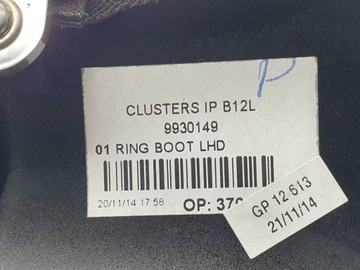 CLUSTERS IP B12L
9930149
01 RING BOOT LHD
20/11/14 17:58
OP: 370
GP 12 613
21/11/14